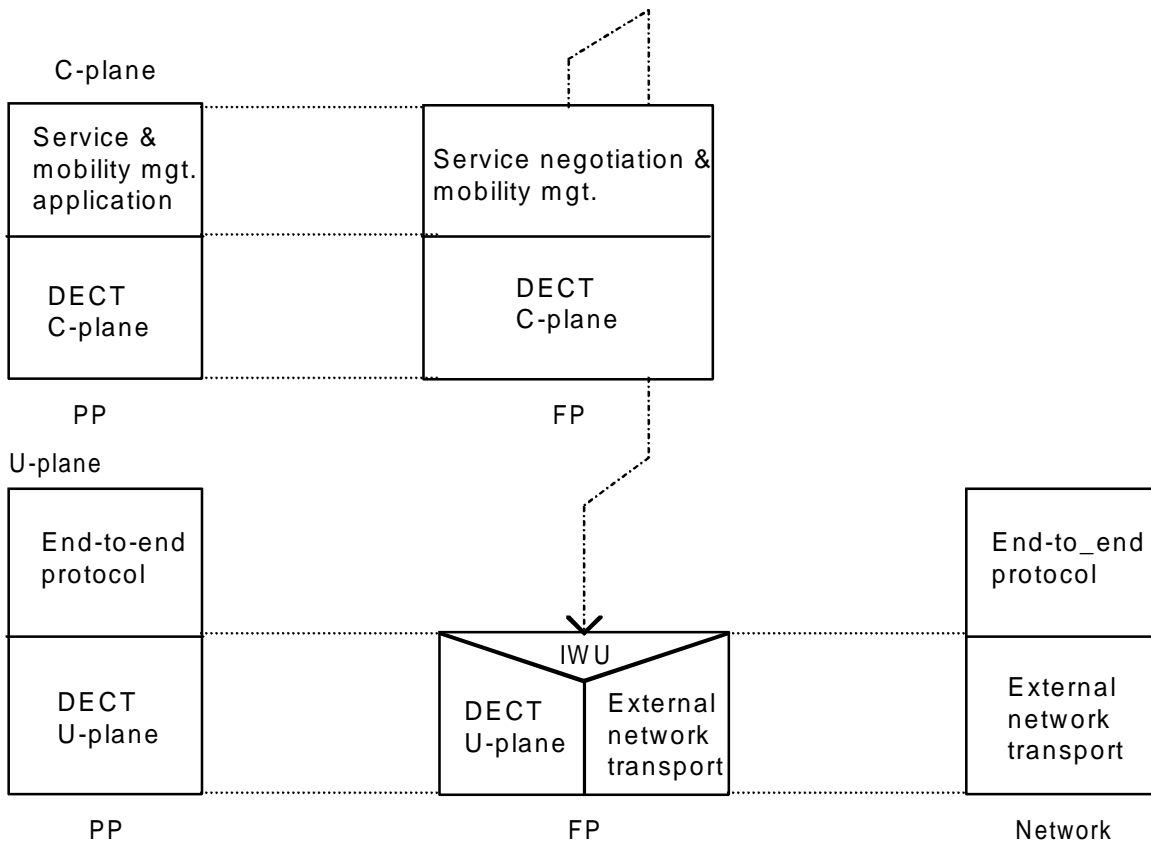 C-plane
Service &
mobility mgt.
application
Service negotiation &
mobility mgt.
DECT
C-plane
DECT
C-plane
PP
FP
U-plane
End-to-end
protocol
End-to_end
protocol
IWU
DECT
U-plane
DECT
U-plane
External
network
transport
External
network
transport
PP
FP
Network